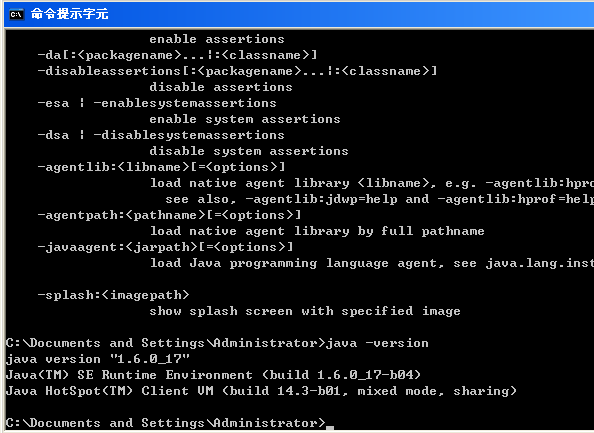 命令提示字元
enable assertions
-da[:<packagename>...|:<classname>]
-disableassertions[:<packagename>...|:<classname>]
disable assertions
-esa | -enablesystemassertions
enable system assertions
-dsa | -disablesystemassertions
disable system assertions
-agentlib:<libname>[=<options>]
load native agent library <libname>, e.g. -agentlib:hpro
see also, -agentlib:jdwp=help and -agentlib:hprof=help
-agentpath:<pathname>[=<options>]
load native agent library by full pathname
-javaagent:<jarpath>[=<options>]
load Java programming language agent, see java.lang.inst
-splash:<imagepath>
show splash screen with specified image
C:\Documents and Settings\Administrator>java -version
java version "1.6.0_17"
Java(TM) SE Runtime Environment (build 1.6.0_17-b04)
Java HotSpot(TM) Client VM (build 14.3-b01, mixed mode, sharing)
C:\Documents and Settings\Administrator>_